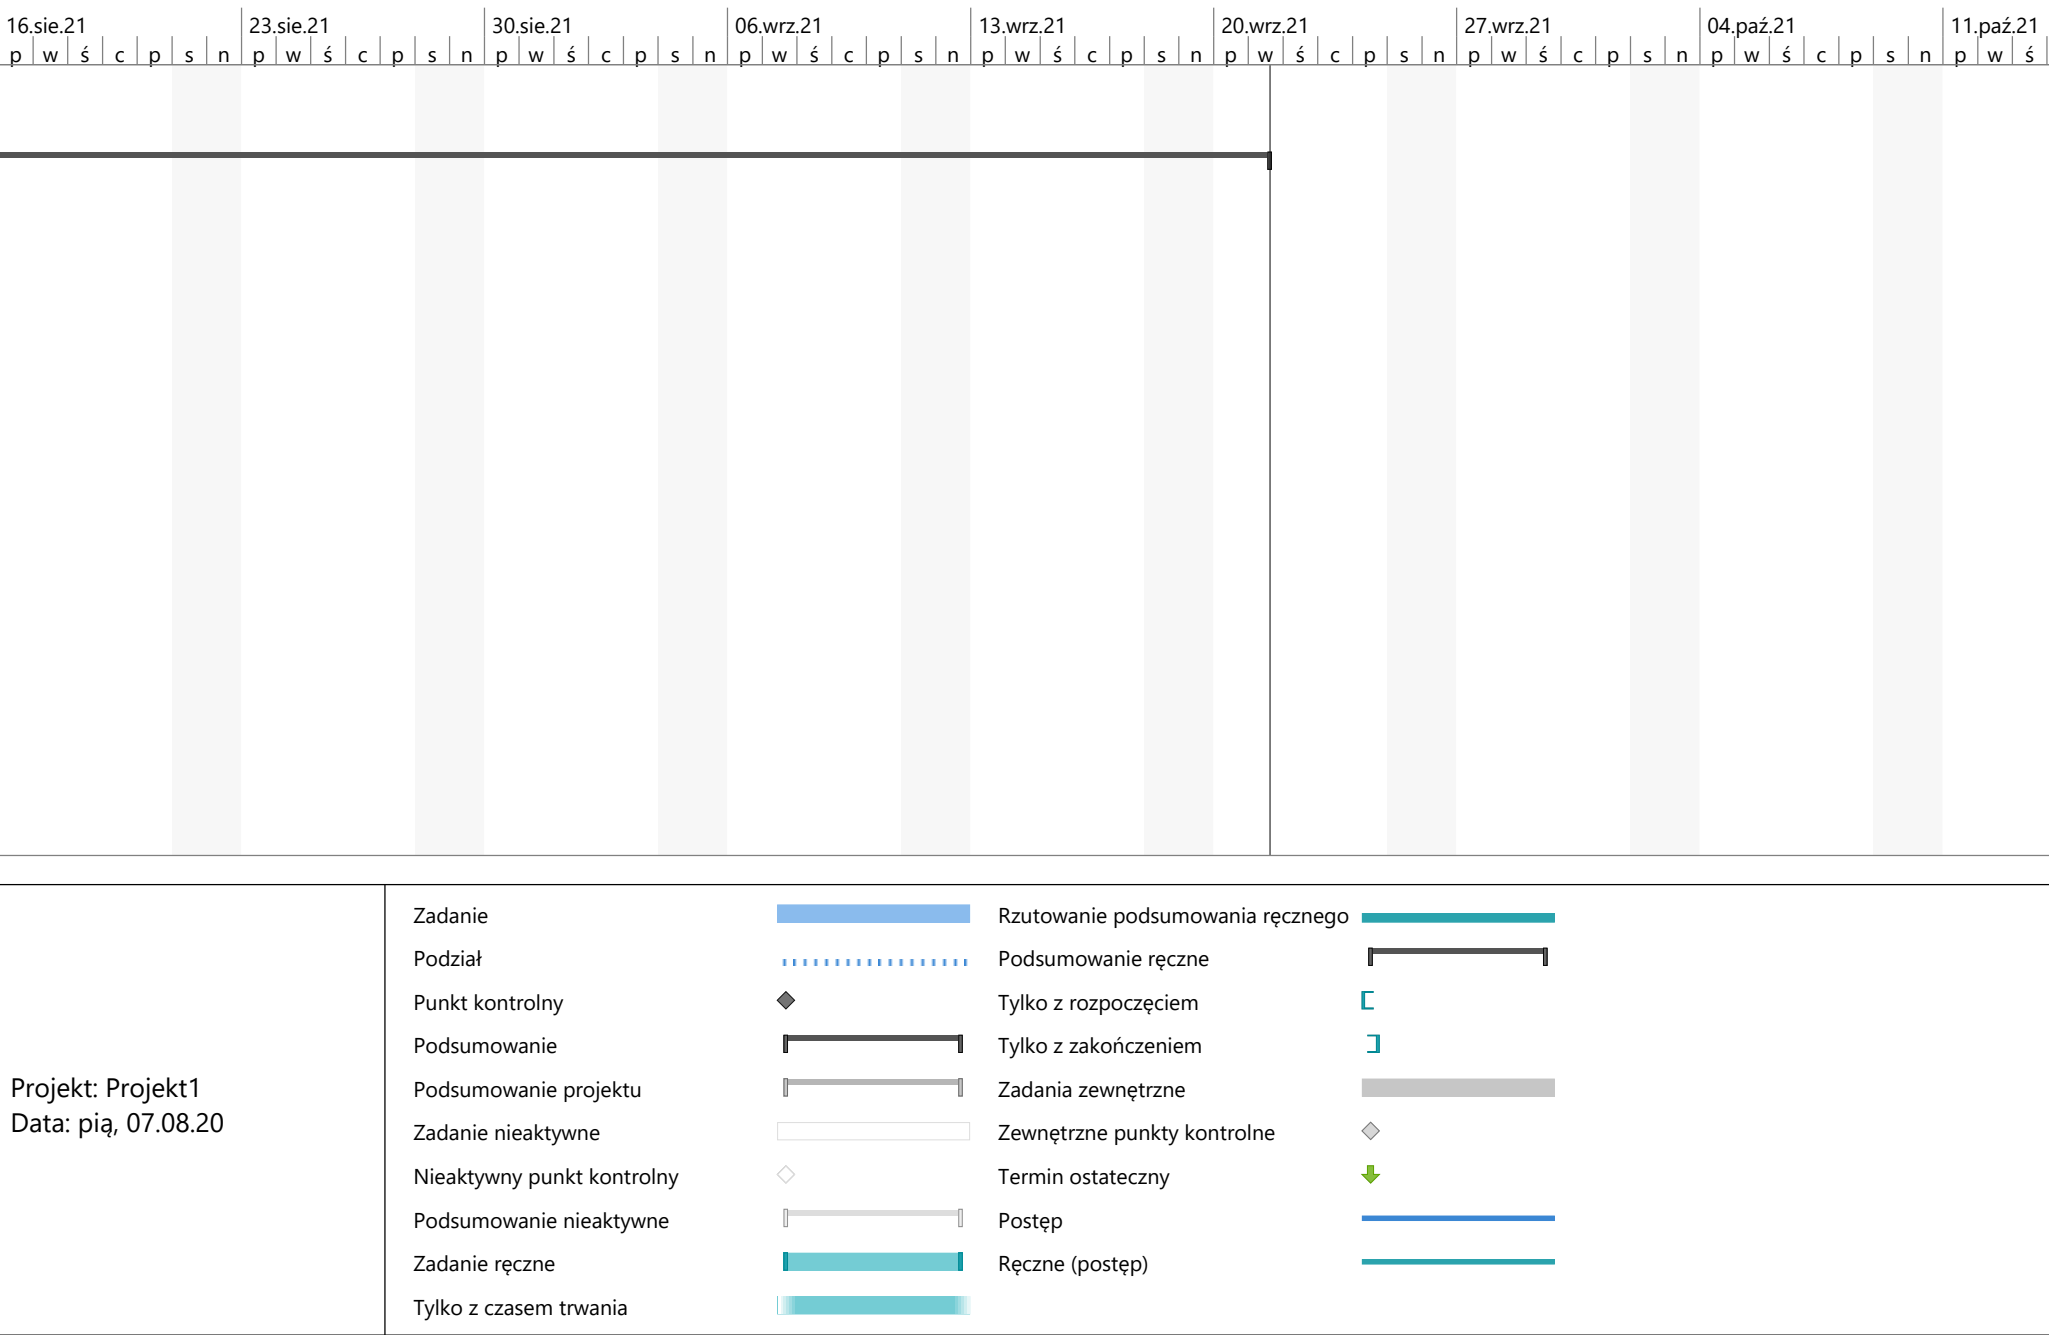 16.sie.21 23.sie.21 30.sie.21 06.wrz.21 13.wrz.21 20.wrz.21 27.wrz.21 04.paź.21 11.paź.21
p w ś c p s n p w ś c p s n p w ś c p s n p w ś c p s n p w ś c p s n p w ś c p s n p w ś c p s n p w ś c p s n p w ś
Projekt: Projekt1
Data: pią, 07.08.20
Zadanie
Podział
Punkt kontrolny
Podsumowanie
Podsumowanie projektu
Zadanie nieaktywne
Nieaktywny punkt kontrolny
Podsumowanie nieaktywne
Zadanie ręczne
Tylko z czasem trwania
Rzutowanie podsumowania ręcznego
Podsumowanie ręczne
Tylko z rozpoczęciem
Tylko z zakończeniem
Zadania zewnętrzne
Zewnętrzne punkty kontrolne
Termin ostateczny
Postęp
Ręczne (postęp)